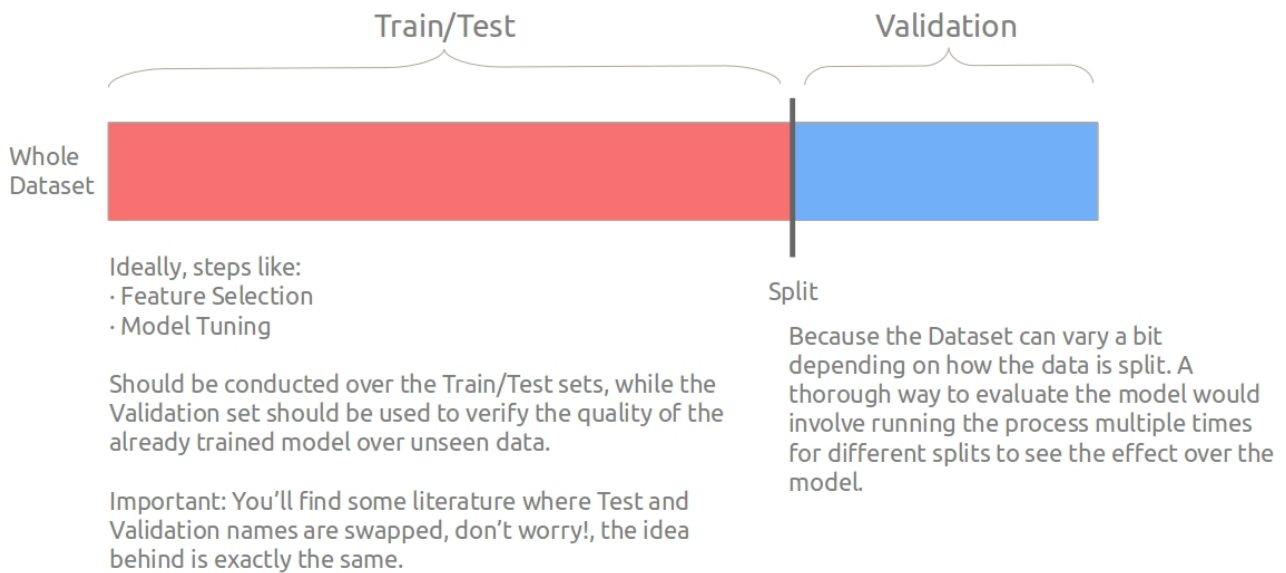 Train/Test
Validation
Whole
Dataset
Ideally, steps like:
· Feature Selection
· Model Tuning
Should be conducted over the Train/Test sets, while the
Validation set should be used to verify the quality of the
already trained model over unseen data.
Important: You’ll find some literature where Test and
Validation names are swapped, don’t worry!, the idea
behind is exactly the same.
Split
Because the Dataset can vary a bit
depending on how the data is split. A
thorough way to evaluate the model would
involve running the process multiple times
for different splits to see the effect over the
model.